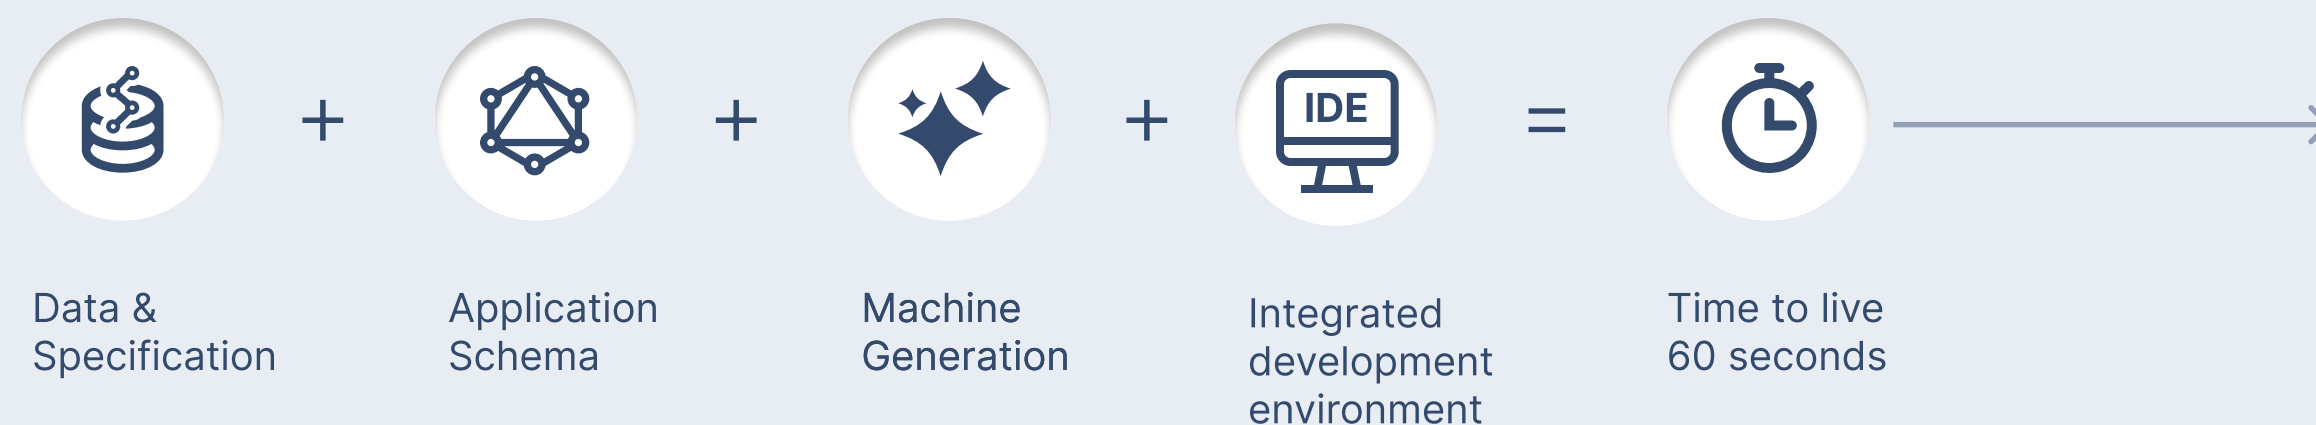 IDE
Data &
Specification
Application
Schema
Machine
Generation
Integrated
development
environment
Time to live
60 seconds